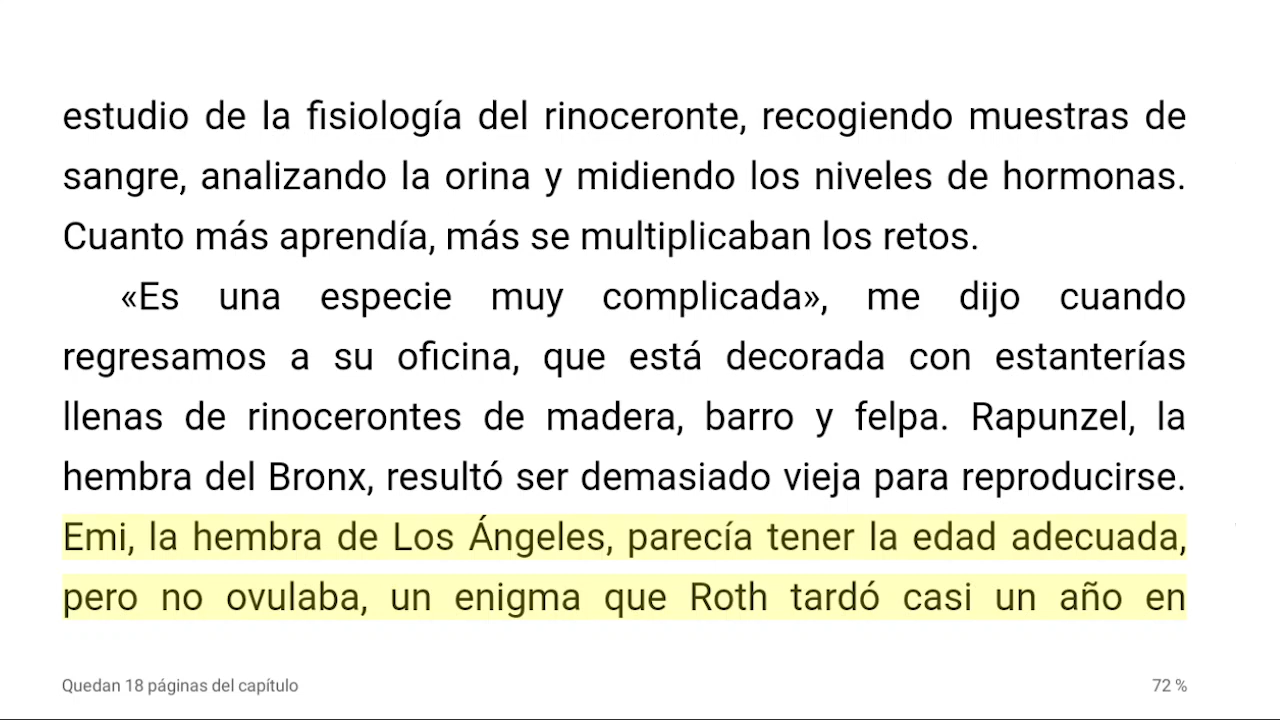 estudio de la fisiología del rinoceronte, recogiendo muestras de
sangre, analizando la orina y midiendo los niveles de hormonas.
Cuanto más aprendía, más se multiplicaban los retos.
«Es una especie muy complicada», me dijo cuando
regresamos a su oficina, que está decorada con estanterías
llenas de rinocerontes de madera, barro y felpa. Rapunzel, la
hembra del Bronx, resultó ser demasiado vieja para reproducirse.
Emi, la hembra de Los Ángeles, parecía tener la edad adecuada,
pero no ovulaba, un enigma que Roth tardó casi un año en
Quedan 18 páginas del capítulo
72 %